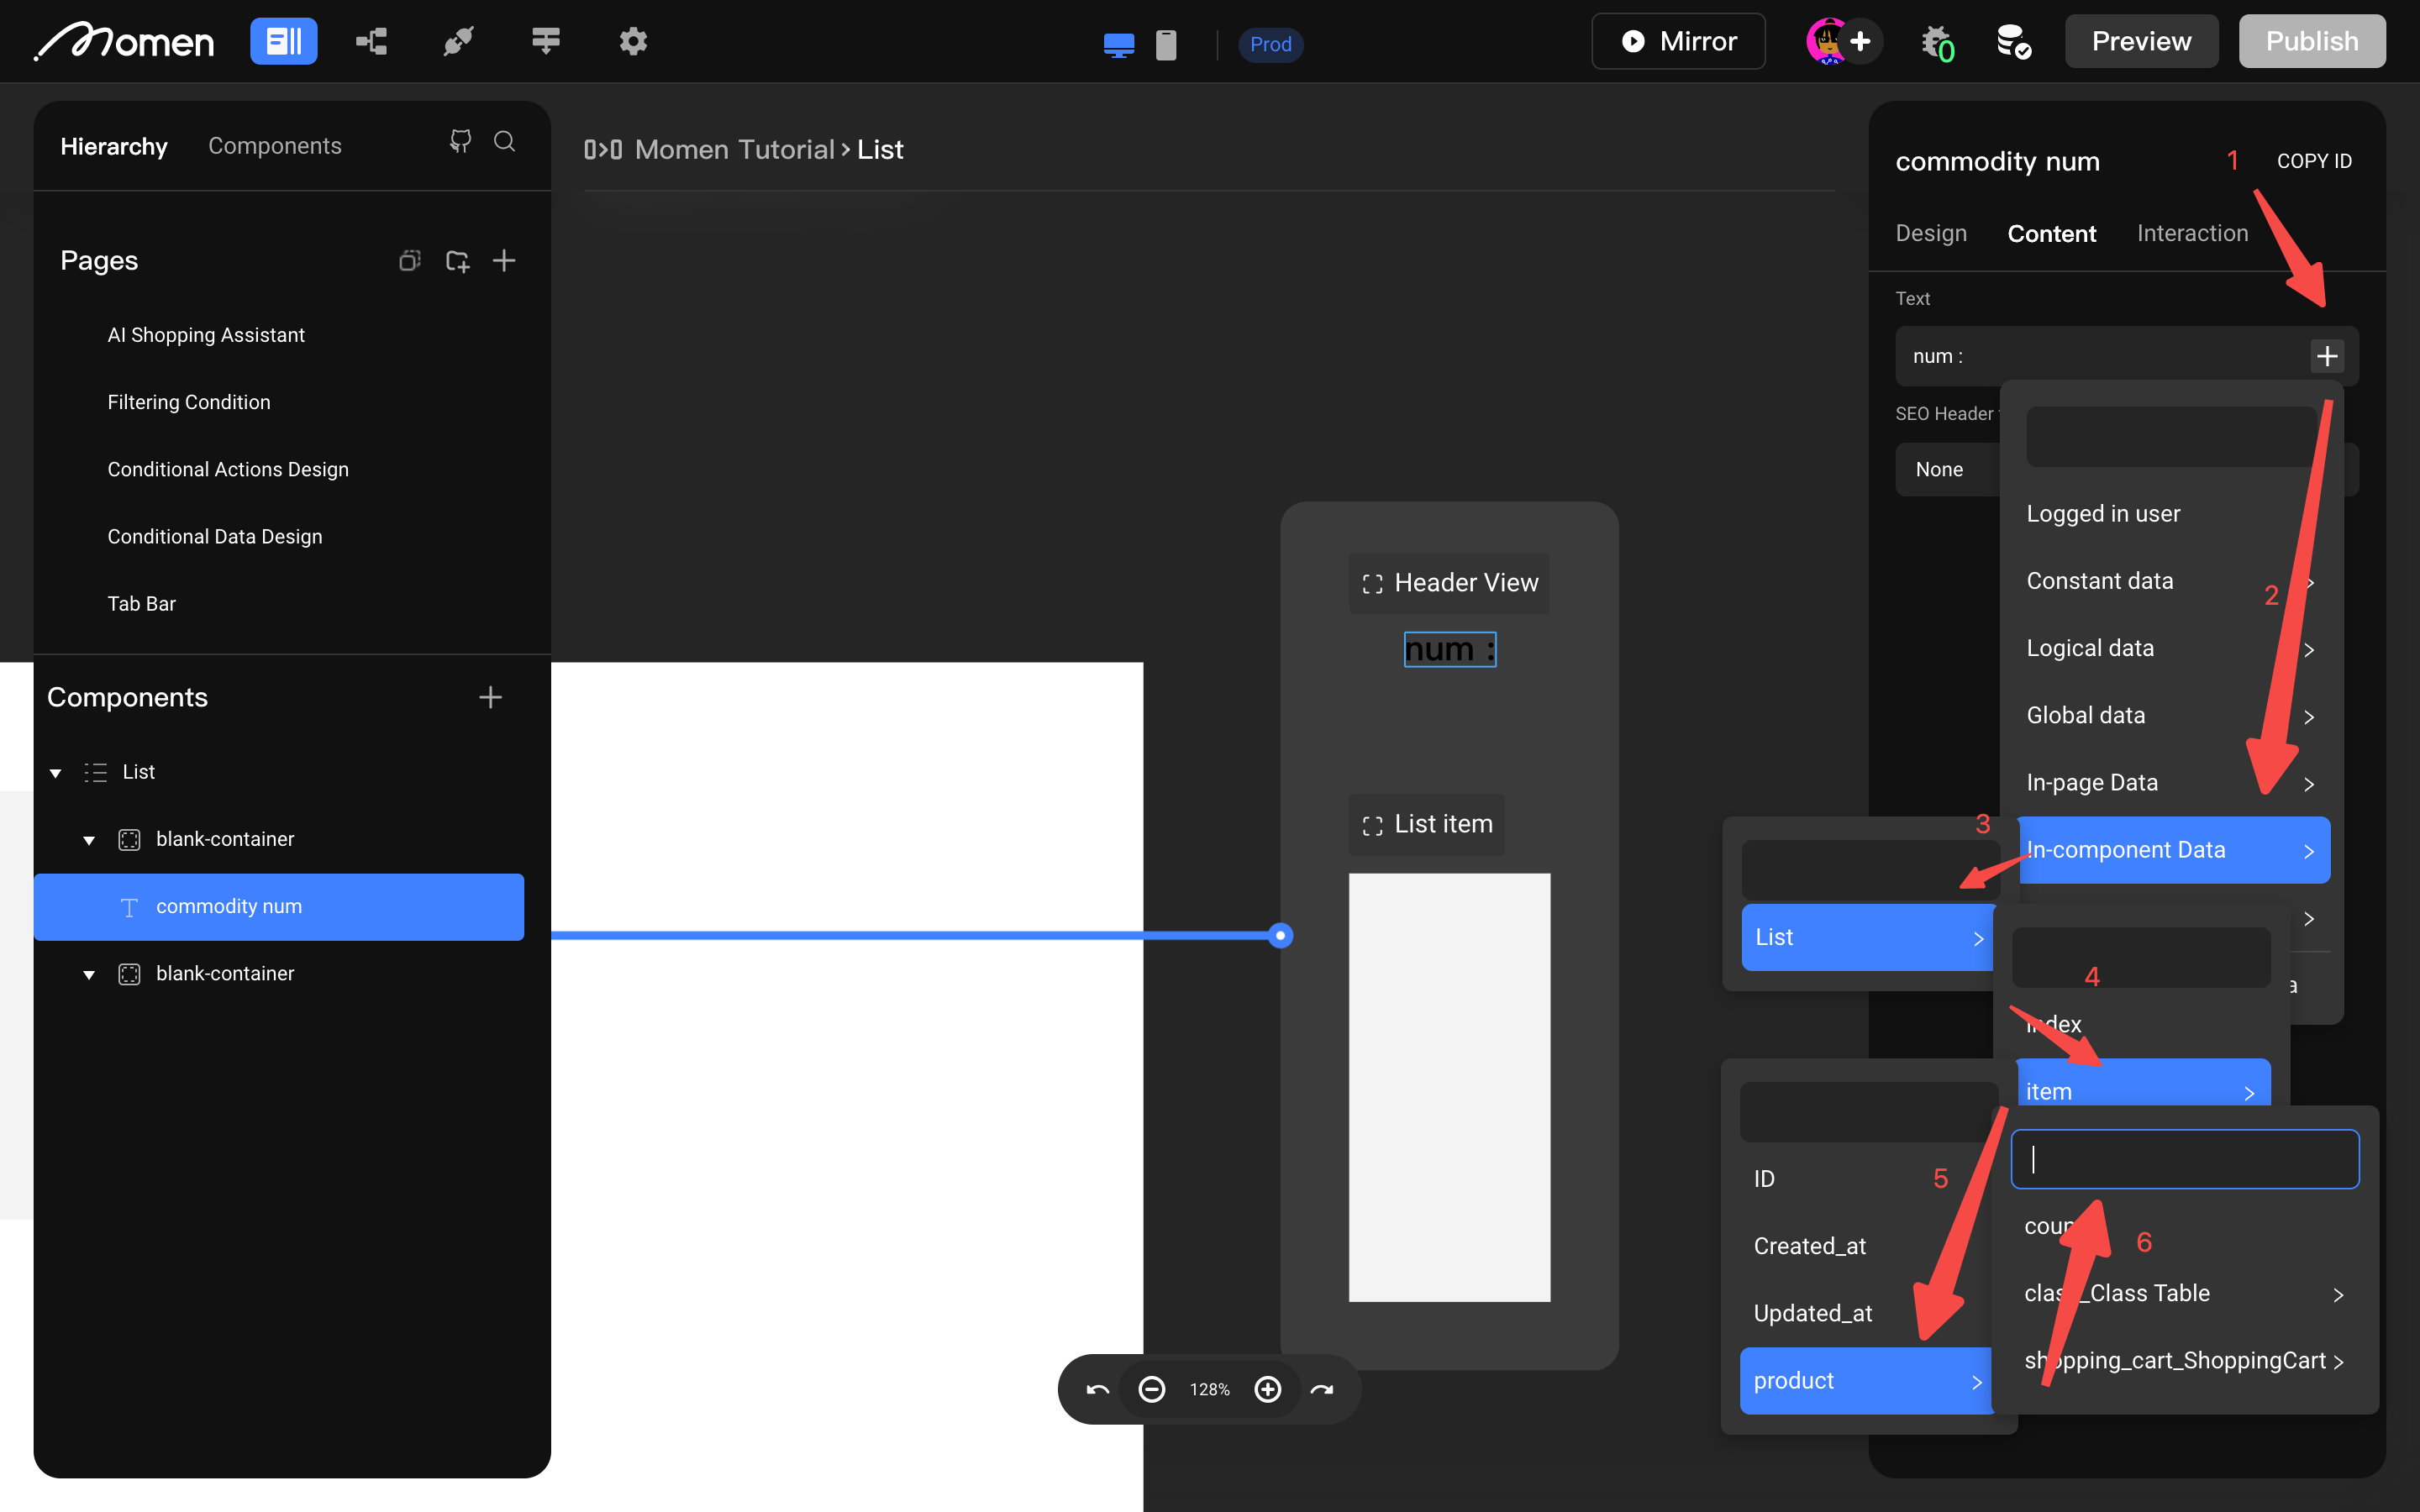 Momen
Prod
Mirror
0
Preview
Publish
Hierarchy
Components
Momen Tutorial › List
Pages
AI Shopping Assistant
Filtering Condition
Conditional Actions Design
Conditional Data Design
Tab Bar
Components
List
blank-container
commodity num
blank-container
Header View
num :
List item
128%
commodity num
1
COPY ID
Design
Content
Interaction
Text
num :
SEO Header
None
Logged in user
Constant data
2
Logical data
Global data
In-page Data
In-component Data
3
List
4
index
item
5
ID
Created_at
Updated_at
product
6
class_Class Table
shopping_cart_ShoppingCart